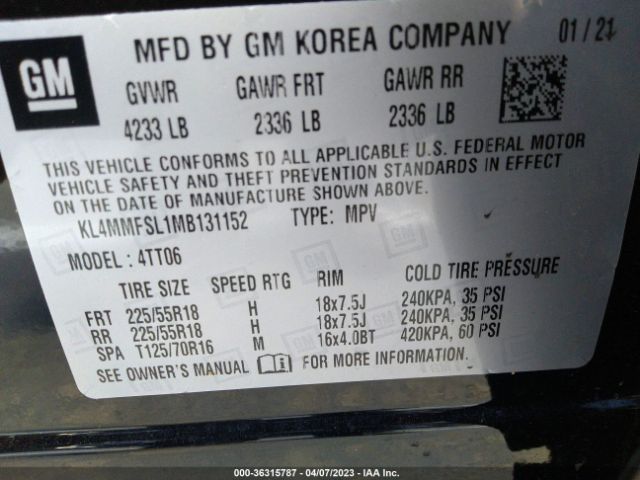 GM
MFD BY GM KOREA COMPANY 01/21
GVWR GAWR FRT GAWR RR
4233 LB 2336 LB 2336 LB
THIS VEHICLE CONFORMS TO ALL APPLICABLE U.S. FEDERAL MOTOR
VEHICLE SAFETY AND THEFT PREVENTION STANDARDS IN EFFECT
ON THE DATE OF MANUFACTURE SHOWN ABOVE.
KL4MMFSL1MB131152 TYPE: MPV
MODEL: 4TT06
TIRE SIZE SPEED RTG RIM COLD TIRE PRESSURE
FRT 225/55R18 H 18x7.5J 240KPA, 35 PSI
RR 225/55R18 H 18x7.5J 240KPA, 35 PSI
SPA T125/70R16 M 16x4.0BT 420KPA, 60 PSI
SEE OWNER'S MANUAL FOR MORE INFORMATION.
000-36315787 - 04/07/2023 - IAA Inc.